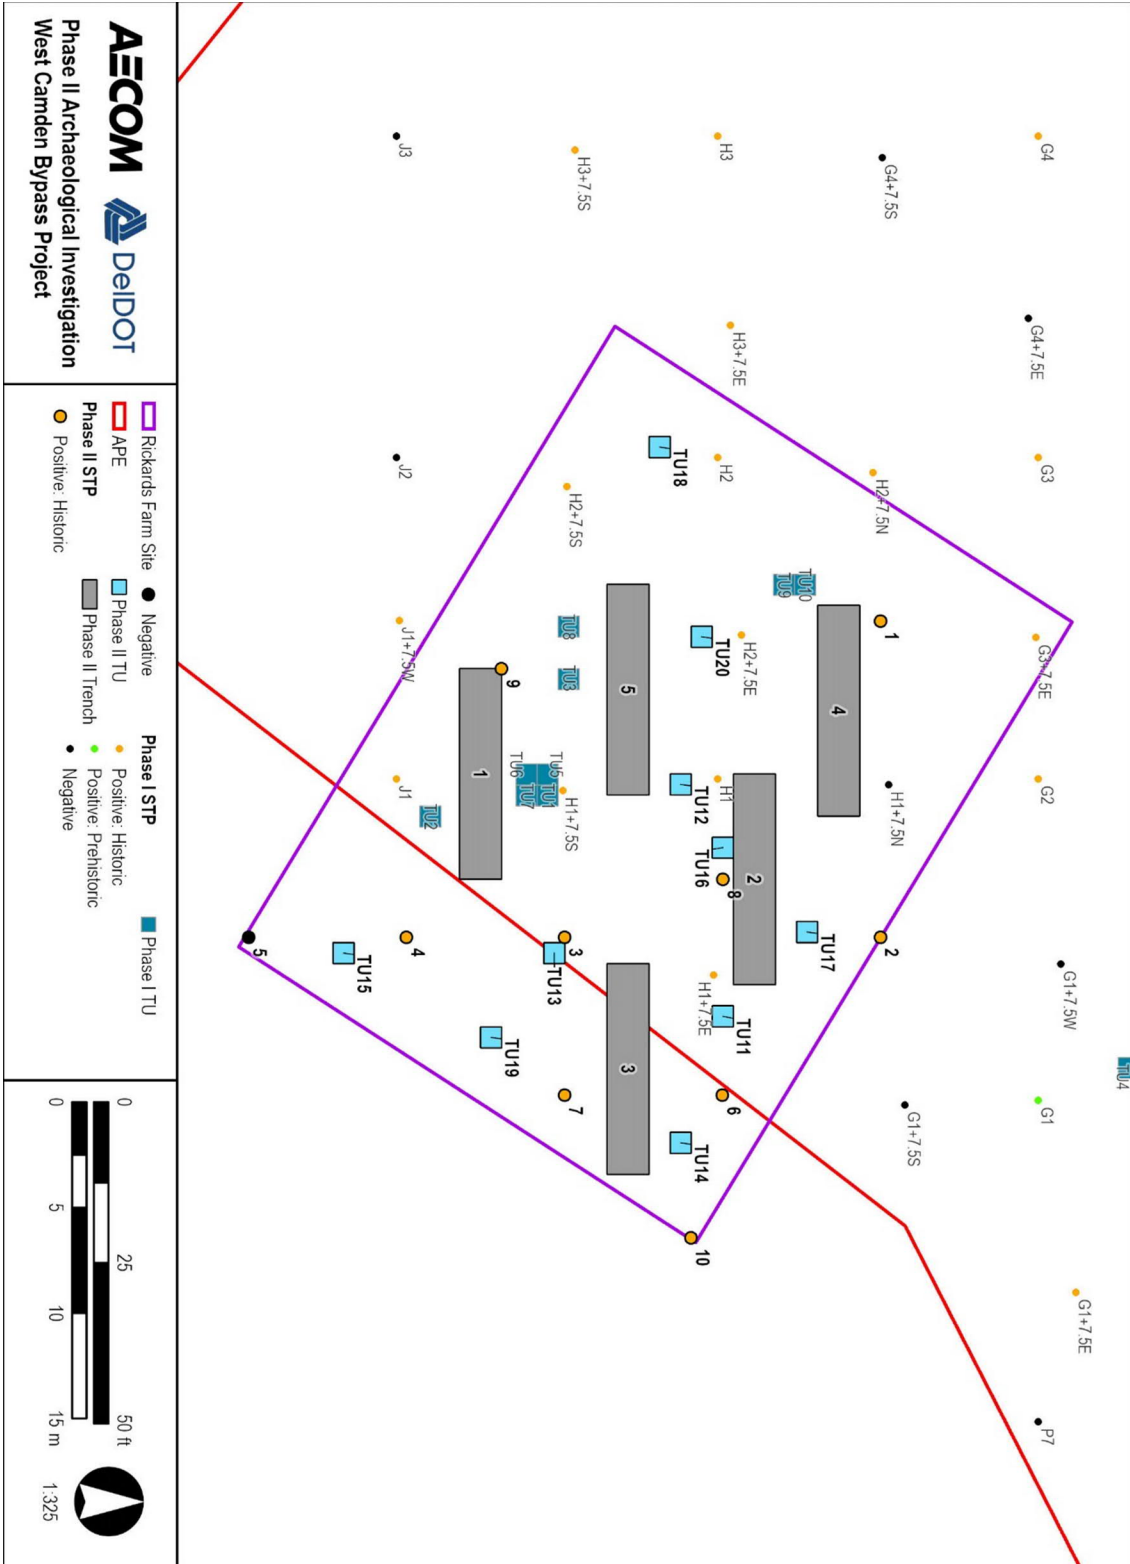 G4
G4+7.5S
H3
H3+7.5S
J3
G4+7.5E
H3+7.5E
G3
H2+7.5N
H2
TU18
H2+7.5S
J2
TU10
TU9
1
G3+7.5E
H2+7.5E
TU20
TU8
TU3
J1+7.5W
9
4
5
1
G2
H1+7.5N
H1
TU12
TU5
TU1
TU6
TU7
H1+7.5S
J1
TU2
TU16
8
2
TU17
2
G1+7.5W
H1+7.5E
TU11
3
TU13
4
TU15
5
TU19
3
7
6
TU14
10
TU4
G1
G1+7.5S
G1+7.5E
P7
AECOM
DelDOT
Phase II Archaeological Investigation
West Camden Bypass Project
Rickards Farm Site
APE
Phase II STP
Positive: Historic
Negative
Phase II TU
Phase II Trench
Phase I STP
Positive: Historic
Positive: Prehistoric
Negative
Phase I TU
0 25 50 ft
0 5 10 15 m
1:325